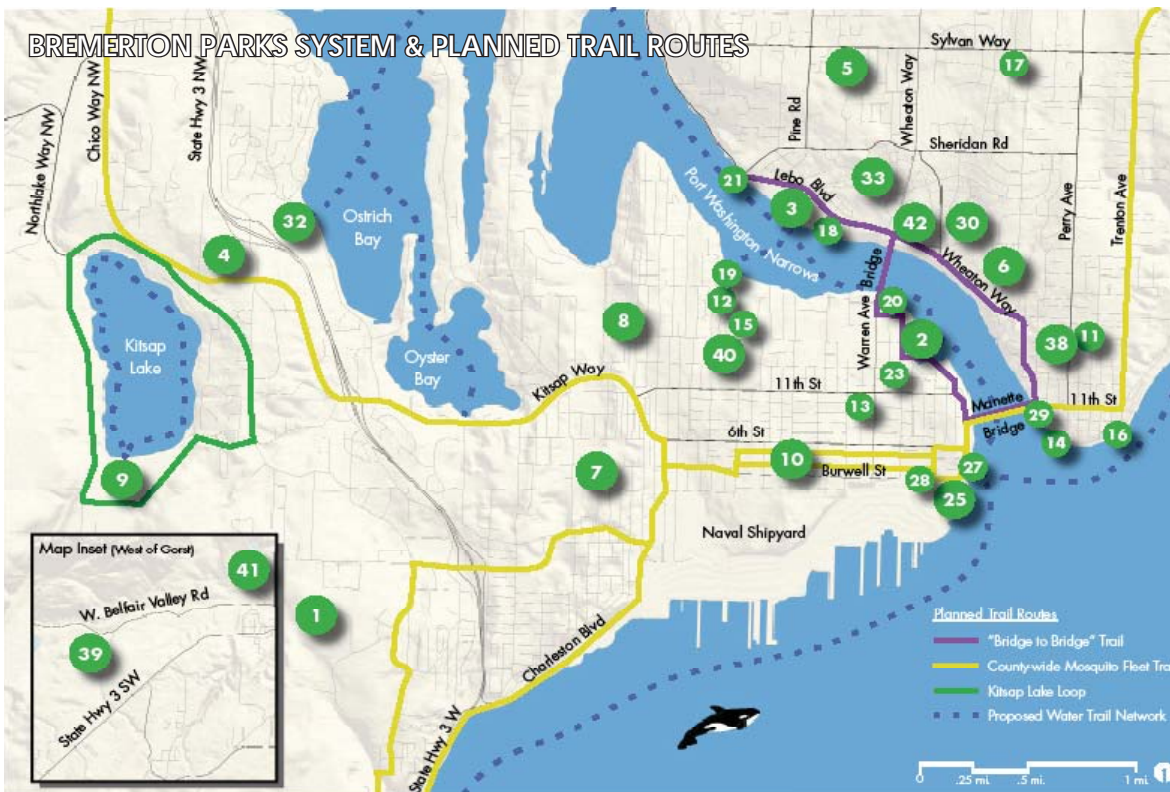 BREMERTON PARKS SYSTEM & PLANNED TRAIL ROUTES
Sylvan Way
5
17
Northlake Way NW
Chico Way NW
State Hwy 3 NW
Pine Rd
Wheaton Way
Sheridan Rd
Perry Ave
Trenton Ave
21
Lebo Blvd
33
3
18
42
30
6
Port Washington Narrows
32
Ostrich
Bay
4
Kitsap
Lake
9
Oyster
Bay
8
19
12
15
40
Warren Ave
Bridge
20
2
23
Wheaton Way
38
11
Kitsap Way
11th St
13
Manette
Bridge
29
11th St
14
16
6th St
10
Burwell St
7
28
27
25
Naval Shipyard
Charleston Blvd
State Hwy 3 W
1
Map Inset (West of Gorst)
41
W. Belfair Valley Rd
39
State Hwy 3 SW
Planned Trail Routes
"Bridge to Bridge" Trail
County-wide Mosquito Fleet Tra
Kitsap Lake Loop
Proposed Water Trail Network
0 .25 mi. .5 mi. 1 mi.